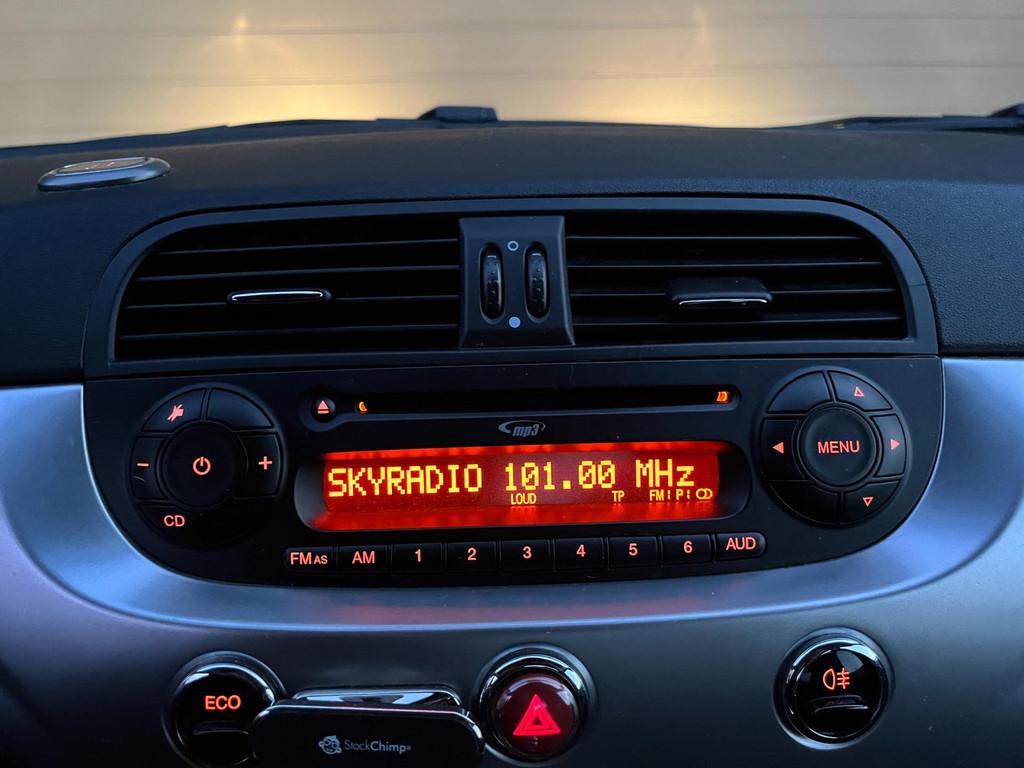 mp3
SKYRADIO 101.00 MHz
LOUD TP FM1P1
MENU
CD
FM AS AM 1 2 3 4 5 6 AUD
ECO
StockChimp®